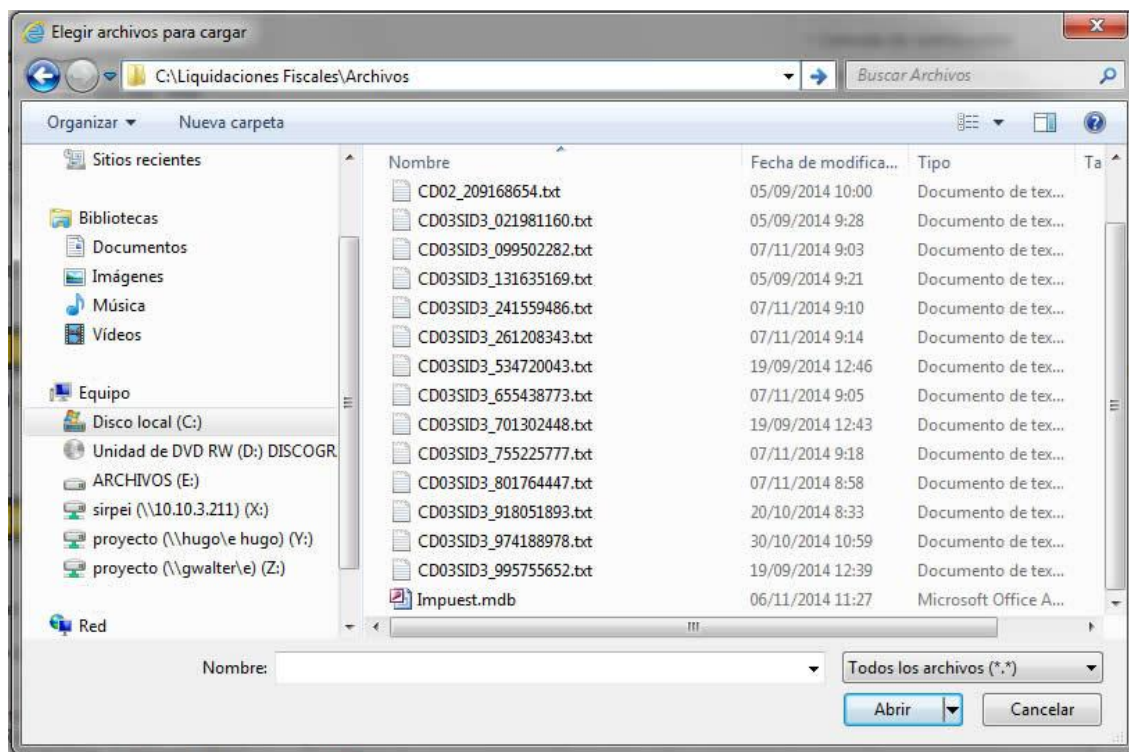 Elegir archivos para cargar
C:\Liquidaciones Fiscales\Archivos
Buscar Archivos
Organizar
Nueva carpeta
Sitios recientes
Bibliotecas
Documentos
Imágenes
Música
Vídeos
Equipo
Disco local (C:)
Unidad de DVD RW (D:) DISCOGR
ARCHIVOS (E:)
sirpei (\\10.10.3.211) (X:)
proyecto (\\hugo\e hugo) (Y:)
proyecto (\\gwalter\e) (Z:)
Red
Nombre Fecha de modifica... Tipo Ta
CD02_209168654.txt 05/09/2014 10:00 Documento de tex...
CD03SID3_021981160.txt 05/09/2014 9:28 Documento de tex...
CD03SID3_099502282.txt 07/11/2014 9:03 Documento de tex...
CD03SID3_131635169.txt 05/09/2014 9:21 Documento de tex...
CD03SID3_241559486.txt 07/11/2014 9:10 Documento de tex...
CD03SID3_261208343.txt 07/11/2014 9:14 Documento de tex...
CD03SID3_534720043.txt 19/09/2014 12:46 Documento de tex...
CD03SID3_655438773.txt 07/11/2014 9:05 Documento de tex...
CD03SID3_701302448.txt 19/09/2014 12:43 Documento de tex...
CD03SID3_755225777.txt 07/11/2014 9:18 Documento de tex...
CD03SID3_801764447.txt 07/11/2014 8:58 Documento de tex...
CD03SID3_918051893.txt 20/10/2014 8:33 Documento de tex...
CD03SID3_974188978.txt 30/10/2014 10:59 Documento de tex...
CD03SID3_995755652.txt 19/09/2014 12:39 Documento de tex...
Impuest.mdb 06/11/2014 11:27 Microsoft Office A...
Nombre:
Todos los archivos (*.*)
Abrir
Cancelar